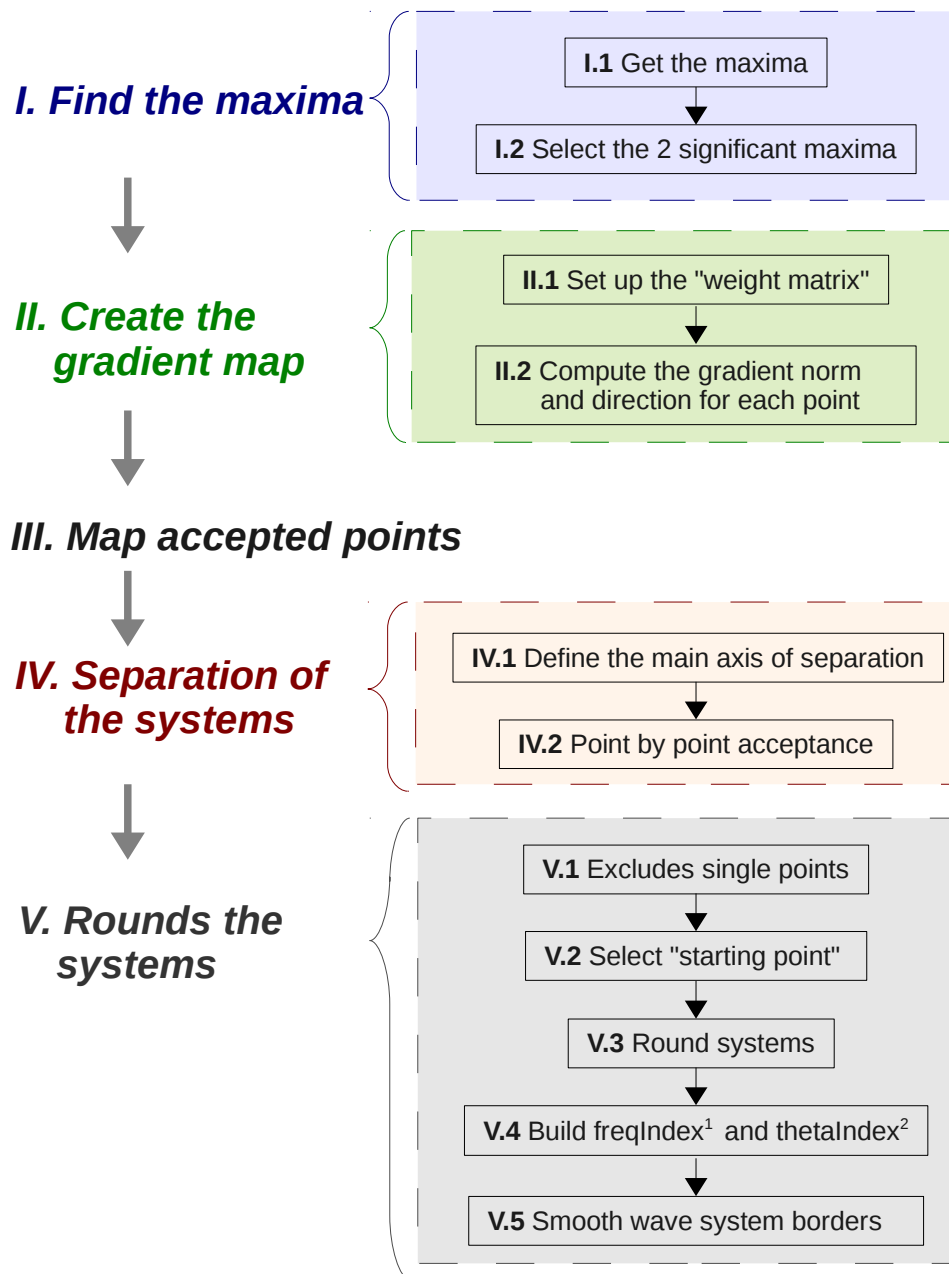 I. Find the maxima
I.1 Get the maxima
I.2 Select the 2 significant maxima
II. Create the
gradient map
II.1 Set up the "weight matrix"
II.2 Compute the gradient norm
and direction for each point
III. Map accepted points
IV. Separation of
the systems
IV.1 Define the main axis of separation
IV.2 Point by point acceptance
V. Rounds the
systems
V.1 Excludes single points
V.2 Select "starting point"
V.3 Round systems
V.4 Build freqIndex¹ and thetaIndex²
V.5 Smooth wave system borders